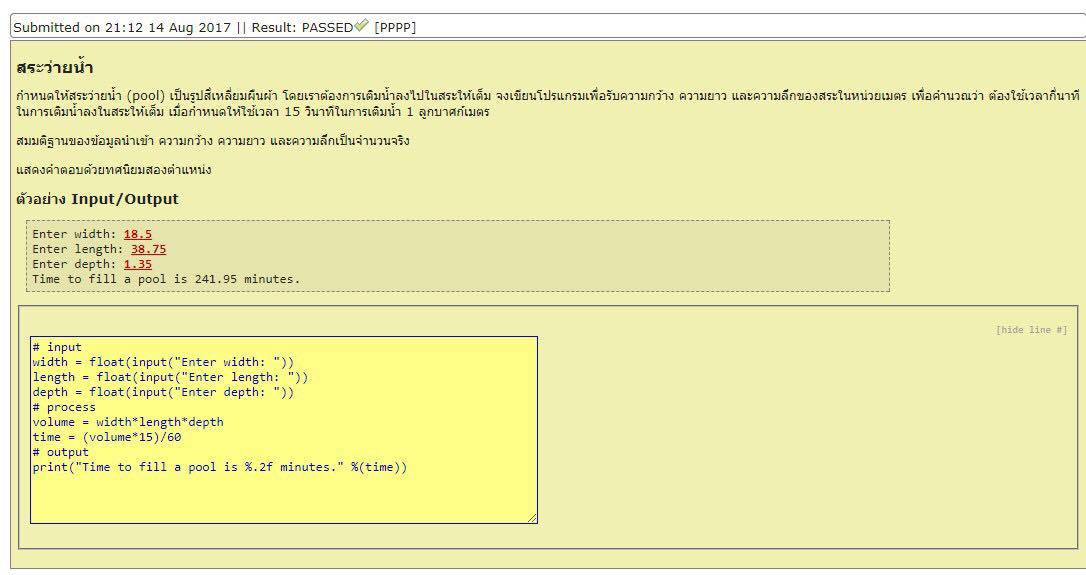 Submitted on 21:12 14 Aug 2017 || Result: PASSED [PPPP]
สระว่ายน้ำ
กำหนดให้สระว่ายน้ำ (pool) เป็นรูปสี่เหลี่ยมผืนผ้า โดยเราต้องการเติมน้ำลงไปในสระให้เต็ม จงเขียนโปรแกรมเพื่อรับความกว้าง ความยาว และความลึกของสระในหน่วยเมตร เพื่อคำนวณว่า ต้องใช้เวลากี่นาที
ในการเติมน้ำลงในสระให้เต็ม เมื่อกำหนดให้ใช้เวลา 15 วินาทีในการเติมน้ำ 1 ลูกบาศก์เมตร
สมมติฐานของข้อมูลนำเข้า ความกว้าง ความยาว และความลึกเป็นจำนวนจริง
แสดงคำตอบด้วยทศนิยมสองตำแหน่ง
ตัวอย่าง Input/Output
Enter width: 18.5
Enter length: 38.75
Enter depth: 1.35
Time to fill a pool is 241.95 minutes.
[hide line #]
# input
width = float(input("Enter width: "))
length = float(input("Enter length: "))
depth = float(input("Enter depth: "))
# process
volume = width*length*depth
time = (volume*15)/60
# output
print("Time to fill a pool is %.2f minutes." %(time))